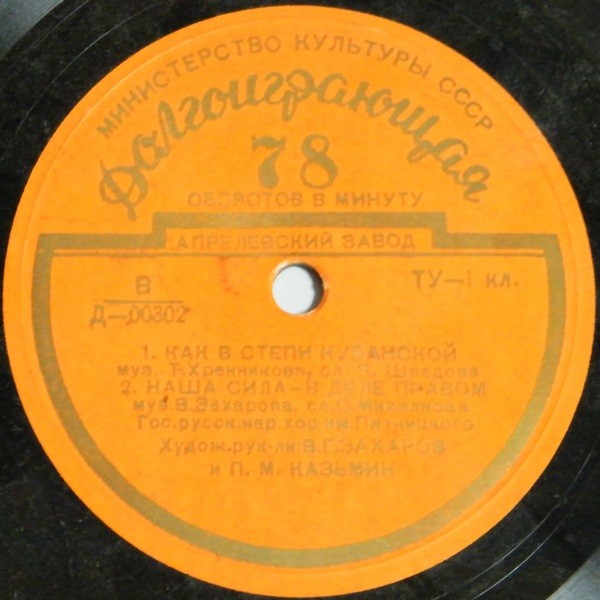 МИНИСТЕРСТВО КУЛЬТУРЫ СССР
Долгоиграющая
78
ОБОРОТОВ В МИНУТУ
АПРЕЛЕВСКИЙ ЗАВОД
В
Д—00302
ТУ—1 кл.
1. КАК В СТЕПИ КУБАНСКОЙ
муз. Т. Хренникова, сл. Я. Шведова
2. НАША СИЛА—В ДЕЛЕ ПРАВОМ
муз. В. Захарова, сл. С. Михалкова
Гос. русск. нар. хор им. Пятницкого
Худож. рук-ли: В. Г. ЗАХАРОВ
и П. М. КАЗЬМИН